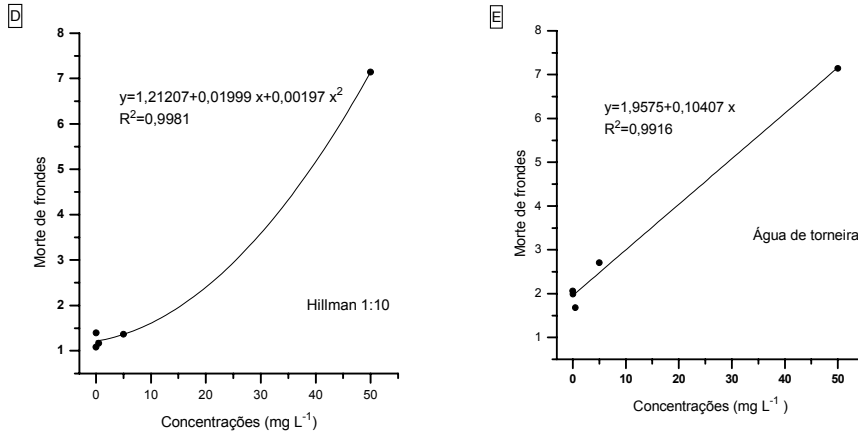 D
8
7
6
5
4
3
2
1
Morte de frondes
y=1,21207+0,01999 x+0,00197 x²
R²=0,9981
Hillman 1:10
0 10 20 30 40 50
Concentrações (mg L⁻¹)
E
8
7
6
5
4
3
2
1
Morte de frondes
y=1,9575+0,10407 x
R²=0,9916
Água de torneira
0 10 20 30 40 50
Concentrações (mg L⁻¹)